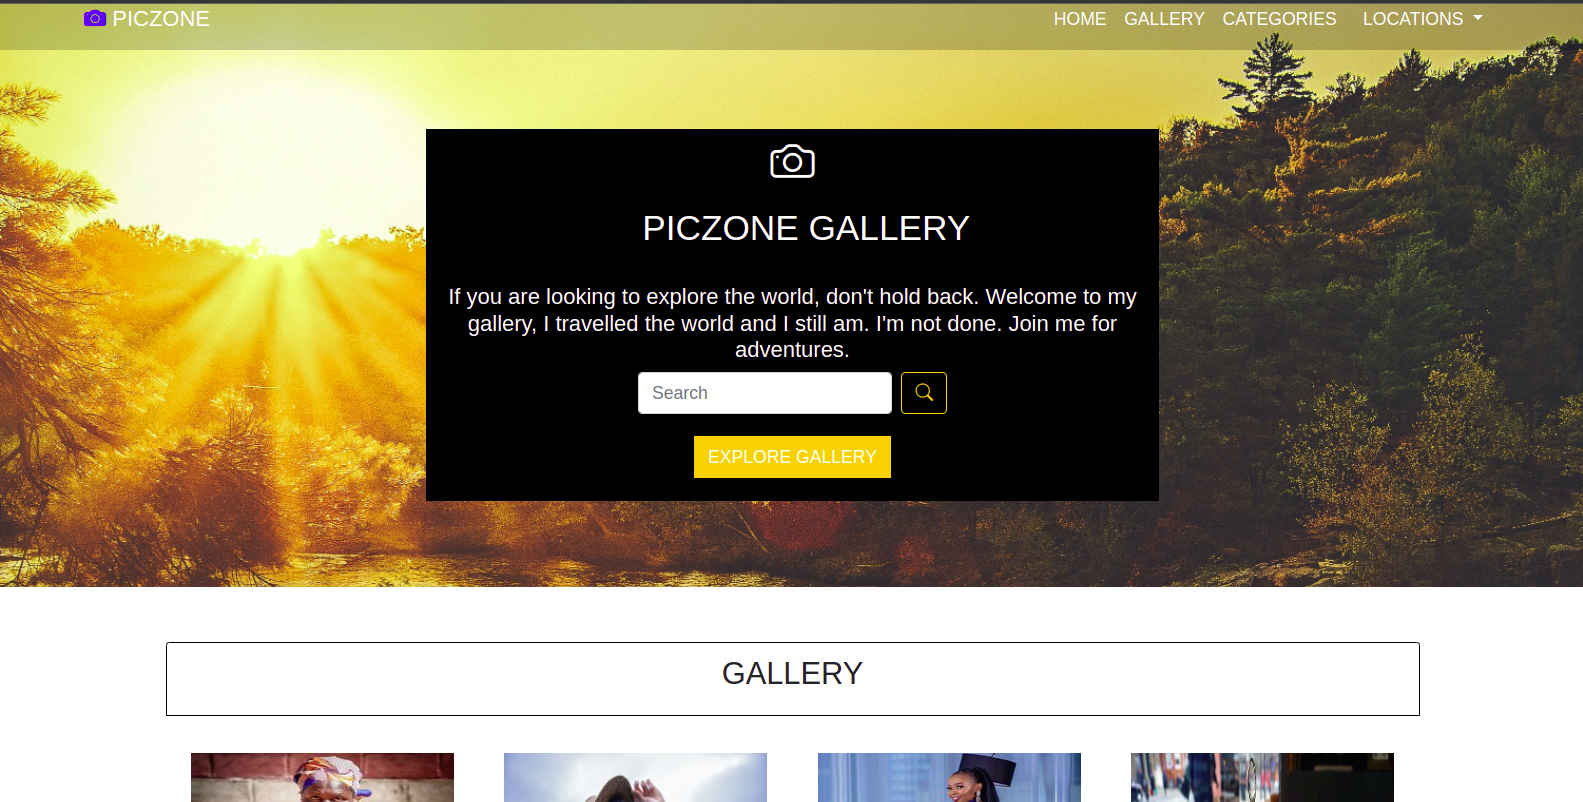 PICZONE
HOME GALLERY CATEGORIES LOCATIONS
PICZONE GALLERY
If you are looking to explore the world, don't hold back. Welcome to my
gallery, I travelled the world and I still am. I'm not done. Join me for
adventures.
Search
EXPLORE GALLERY
GALLERY